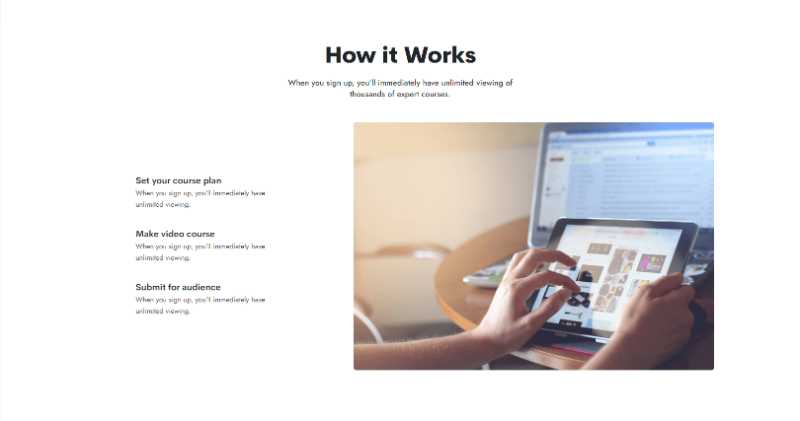 How it Works
When you sign up, you'll immediately have unlimited viewing of
thousands of expert courses.
Set your course plan
When you sign up, you'll immediately have
unlimited viewing.
Make video course
When you sign up, you'll immediately have
unlimited viewing.
Submit for audience
When you sign up, you'll immediately have
unlimited viewing.